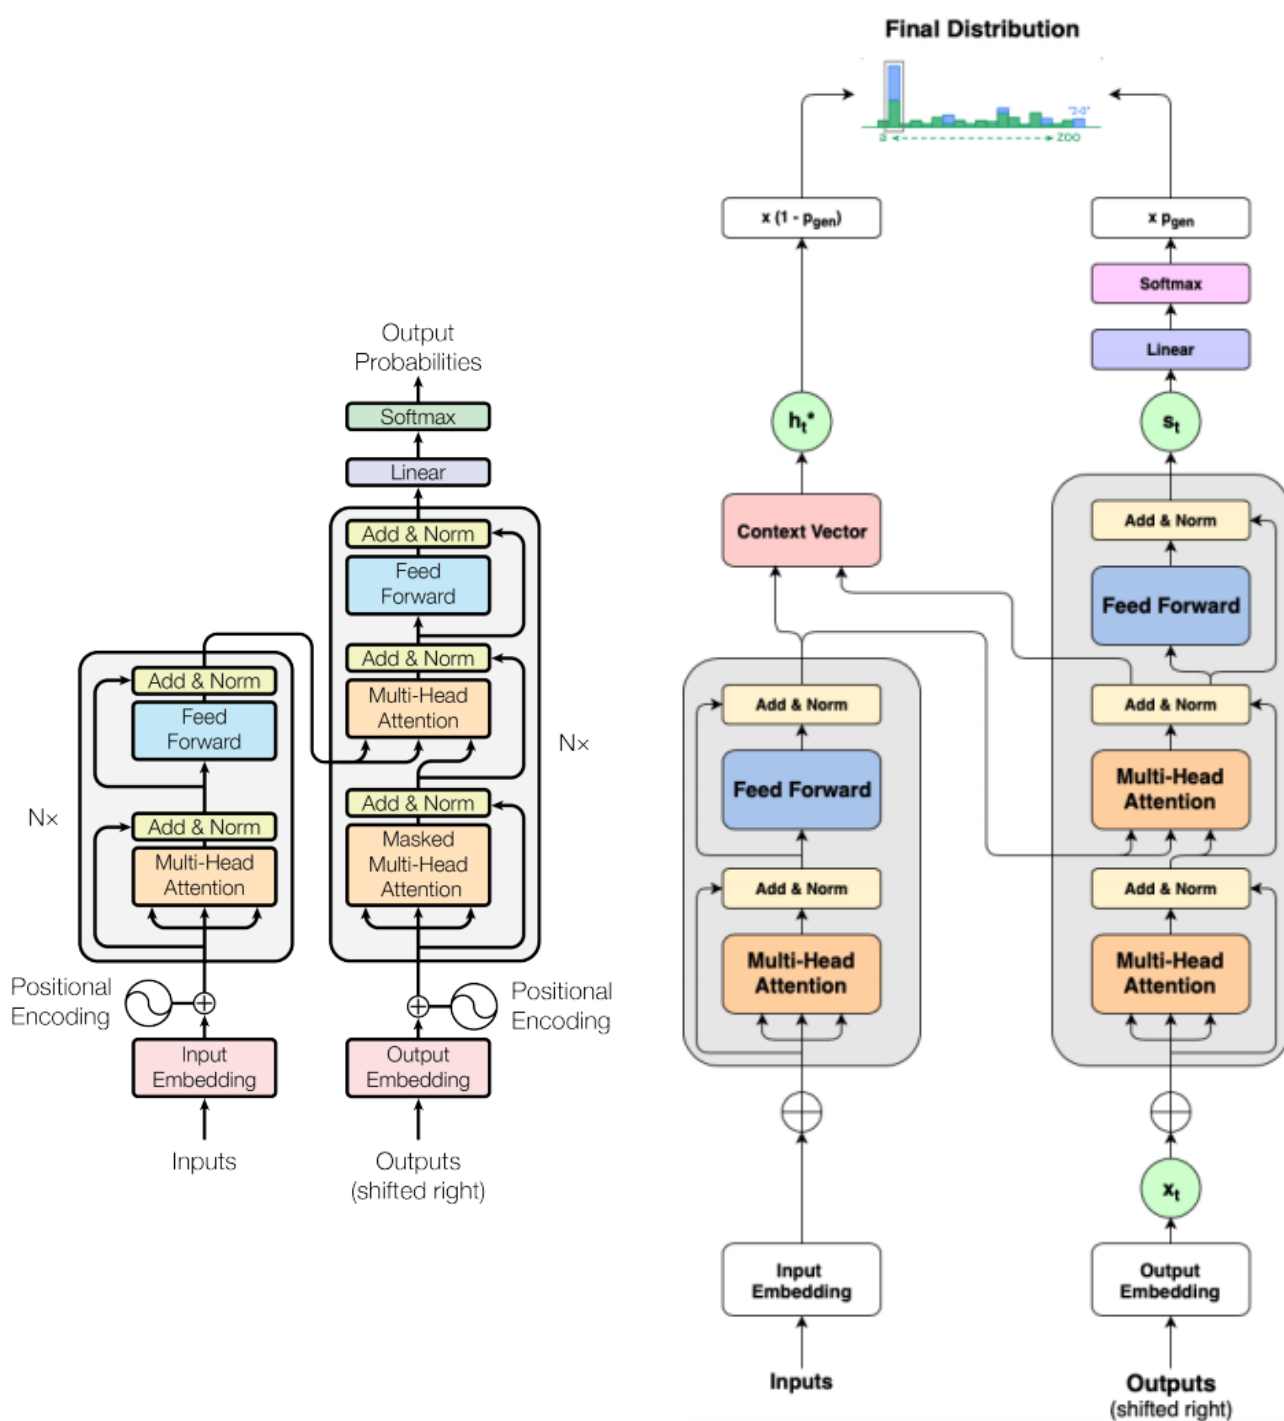 Output
Probabilities
Softmax
Linear
Add & Norm
Feed
Forward
Add & Norm
Multi-Head
Attention
N×
Add & Norm
Masked
Multi-Head
Attention
Add & Norm
Feed
Forward
N×
Add & Norm
Multi-Head
Attention
Positional
Encoding
Positional
Encoding
Input
Embedding
Output
Embedding
Inputs
Outputs
(shifted right)
Final Distribution
"2-0"
a
zoo
x (1 - pgen)
x pgen
Softmax
Linear
ht*
st
Context Vector
Add & Norm
Feed Forward
Add & Norm
Multi-Head
Attention
Add & Norm
Multi-Head
Attention
Add & Norm
Feed Forward
Add & Norm
Multi-Head
Attention
xt
Input
Embedding
Output
Embedding
Inputs
Outputs
(shifted right)